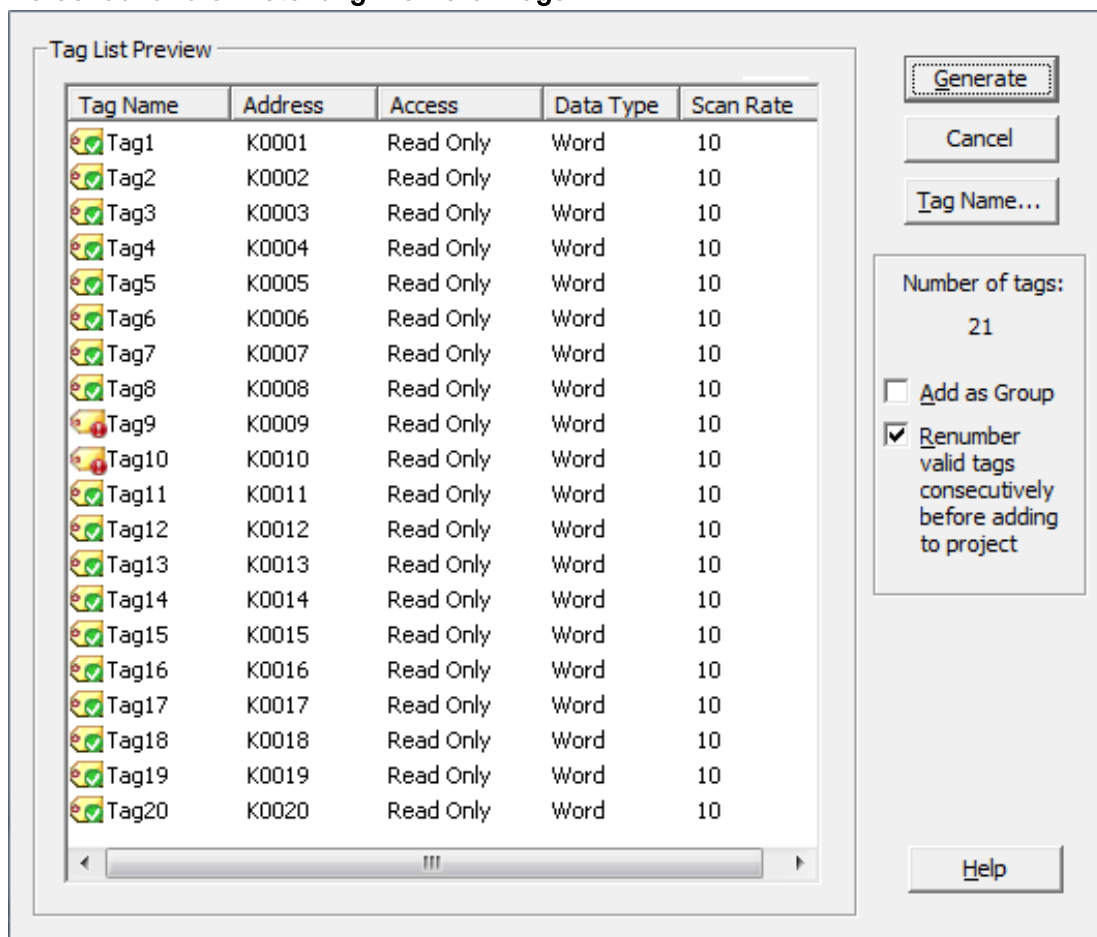 Tag List Preview
Tag Name Address Access Data Type Scan Rate
Tag1 K0001 Read Only Word 10
Tag2 K0002 Read Only Word 10
Tag3 K0003 Read Only Word 10
Tag4 K0004 Read Only Word 10
Tag5 K0005 Read Only Word 10
Tag6 K0006 Read Only Word 10
Tag7 K0007 Read Only Word 10
Tag8 K0008 Read Only Word 10
Tag9 K0009 Read Only Word 10
Tag10 K0010 Read Only Word 10
Tag11 K0011 Read Only Word 10
Tag12 K0012 Read Only Word 10
Tag13 K0013 Read Only Word 10
Tag14 K0014 Read Only Word 10
Tag15 K0015 Read Only Word 10
Tag16 K0016 Read Only Word 10
Tag17 K0017 Read Only Word 10
Tag18 K0018 Read Only Word 10
Tag19 K0019 Read Only Word 10
Tag20 K0020 Read Only Word 10
Generate
Cancel
Tag Name...
Number of tags:
21
Add as Group
Renumber
valid tags
consecutively
before adding
to project
Help